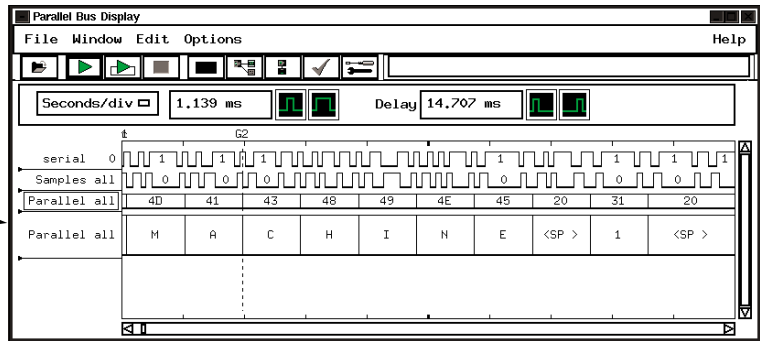 Parallel Bus Display
File Window Edit Options Help
Seconds/div 1.139 ms Delay 14.707 ms
t G2
serial 0 1 1 1 1 1 1 1
Samples all 0 0 0 0 0 0
Parallel all 4D 41 43 48 49 4E 45 20 31 20
Parallel all M A C H I N E <SP > 1 <SP >